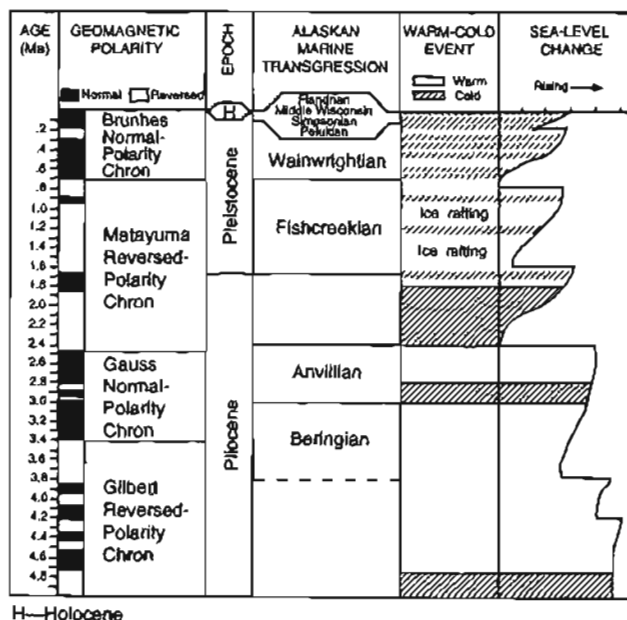 AGE
(Ma)
GEOMAGNETIC
POLARITY
Normal
Reversed
EPOCH
ALASKAN
MARINE
TRANSGRESSION
WARM-COLD
EVENT
Warm
Cold
SEA-LEVEL
CHANGE
Rising
.2
.4
.6
.8
1.0
1.2
1.4
1.6
1.8
2.0
2.2
2.4
2.6
2.8
3.0
3.2
3.4
3.6
3.8
4.0
4.2
4.4
4.6
4.8
Brunhes
Normal-
Polarity
Chron
Matayuma
Reversed-
Polarity
Chron
Gauss
Normal-
Polarity
Chron
Gilbert
Reversed-
Polarity
Chron
H
Pleistocene
Pliocene
Flandrian
Middle Wisconsin
Simpsonian
Pelukian
Wainwrightian
Fishcreekian
Anvillian
Beringian
Ice rafting
Ice rafting
H—Holocene